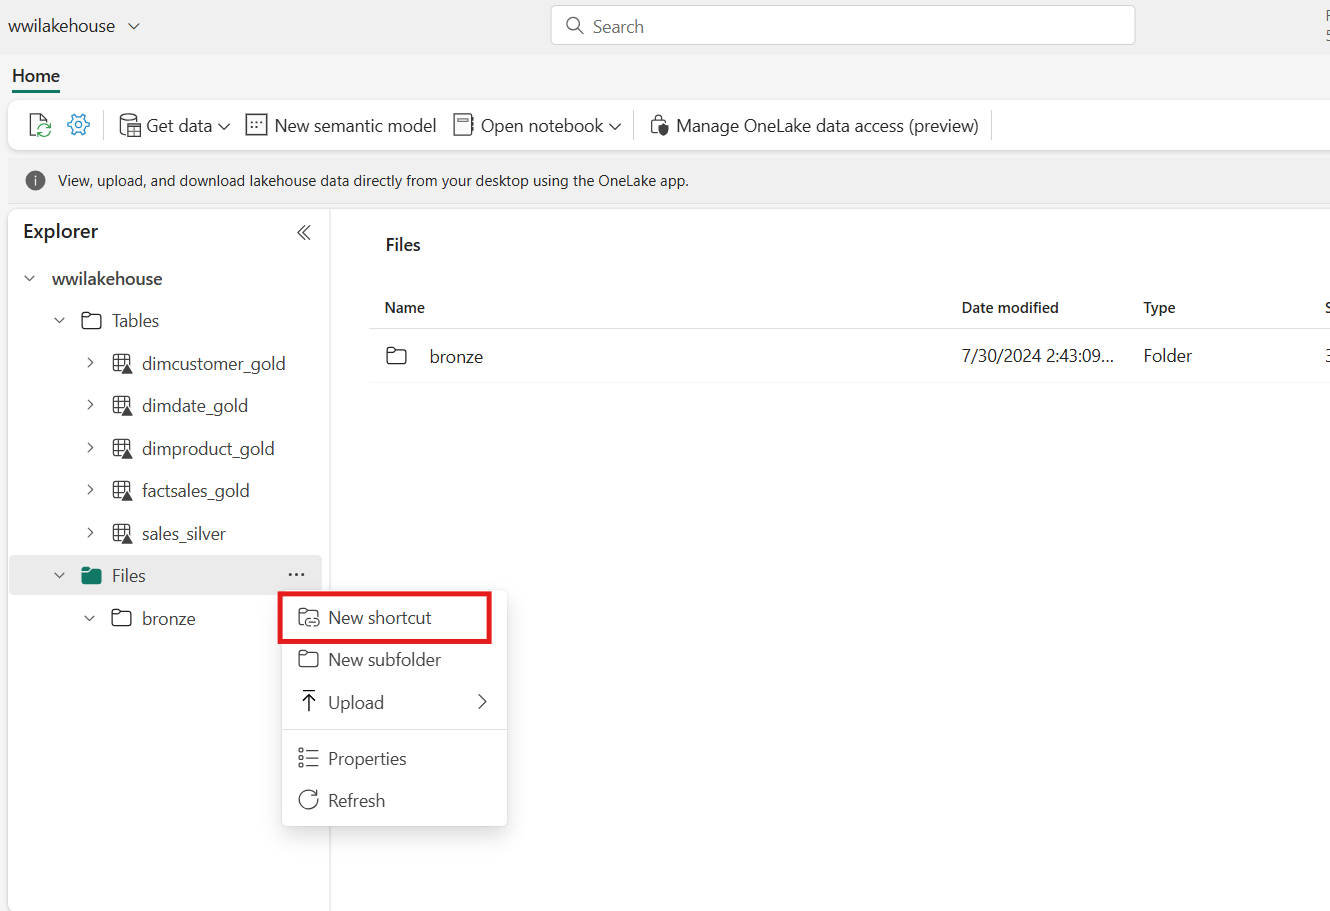 wwilakehouse
Search
Home
Get data
New semantic model
Open notebook
Manage OneLake data access (preview)
View, upload, and download lakehouse data directly from your desktop using the OneLake app.
Explorer
wwilakehouse
Tables
dimcustomer_gold
dimdate_gold
dimproduct_gold
factsales_gold
sales_silver
Files
bronze
New shortcut
New subfolder
Upload
Properties
Refresh
Files
Name Date modified Type
bronze 7/30/2024 2:43:09... Folder